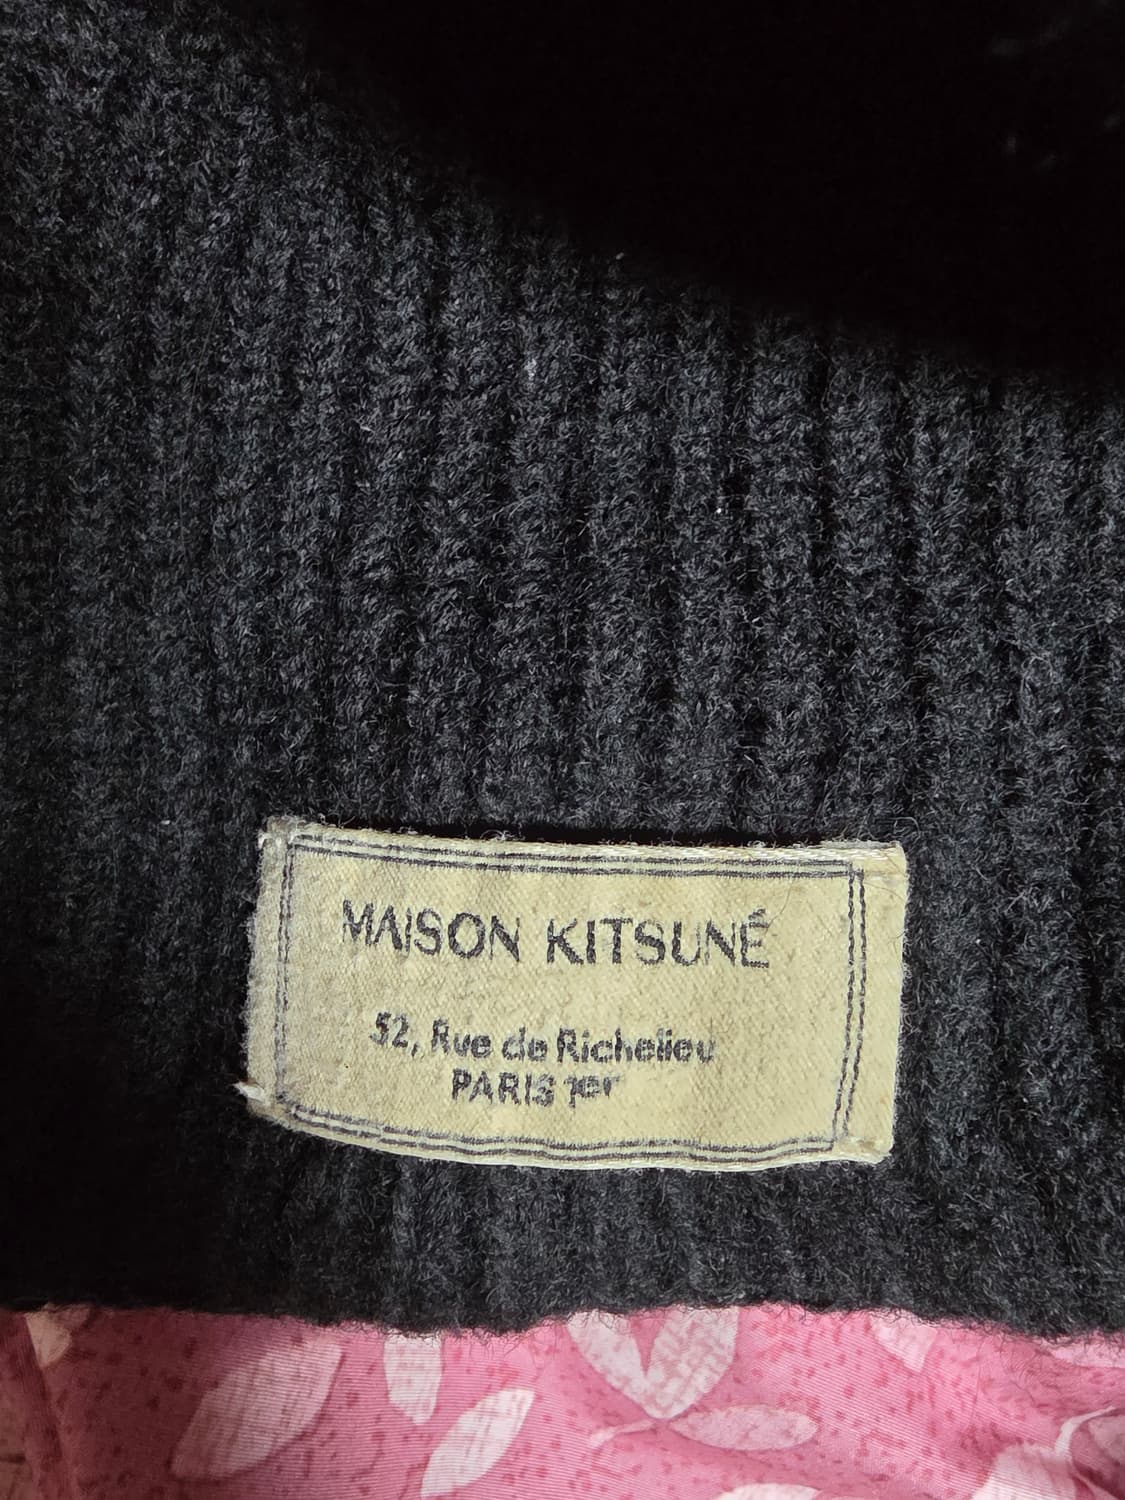 MAISON KITSUNÉ
52, Rue de Richelieu
PARIS 1er